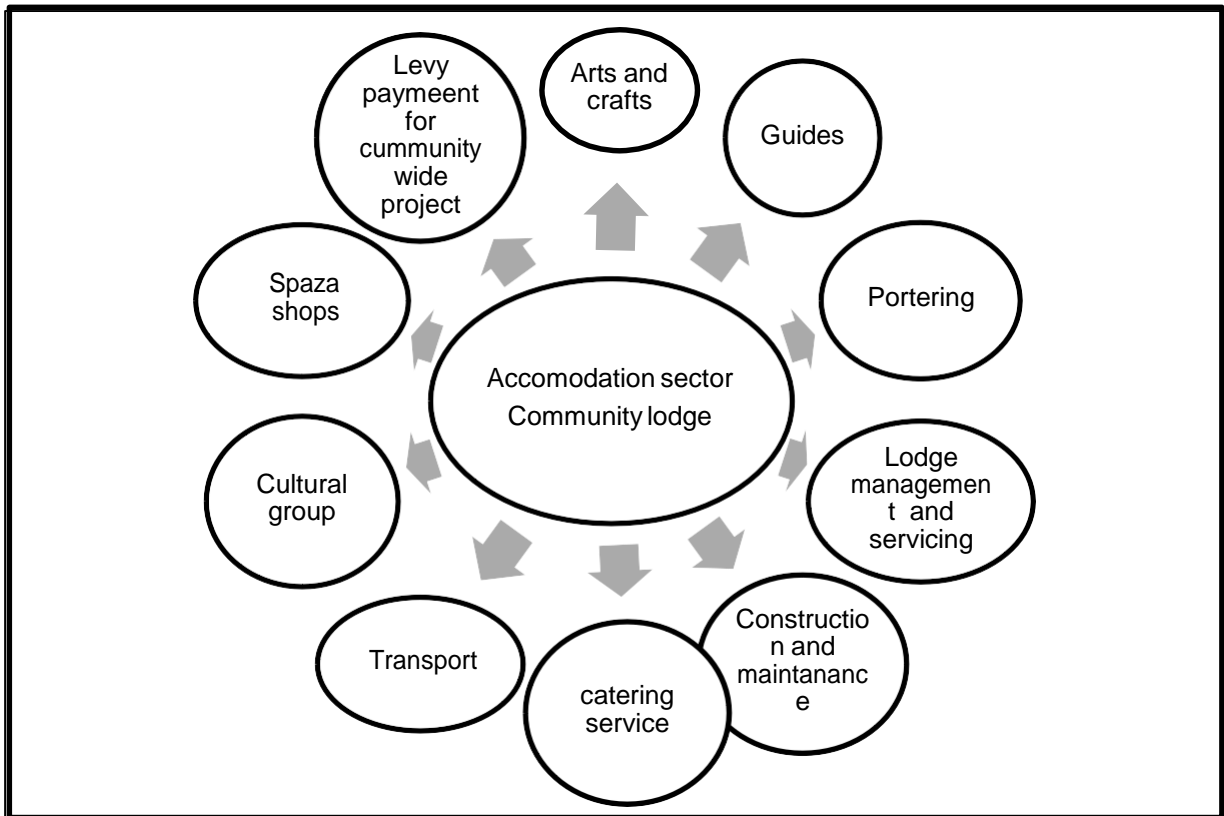 Levy
paymeent
for
cummunity
wide
project
Arts and
crafts
Guides
Spaza
shops
Portering
Accomodation sector
Community lodge
Cultural
group
Lodge
managemen
t and
servicing
Transport
catering
service
Constructio
n and
maintananc
e